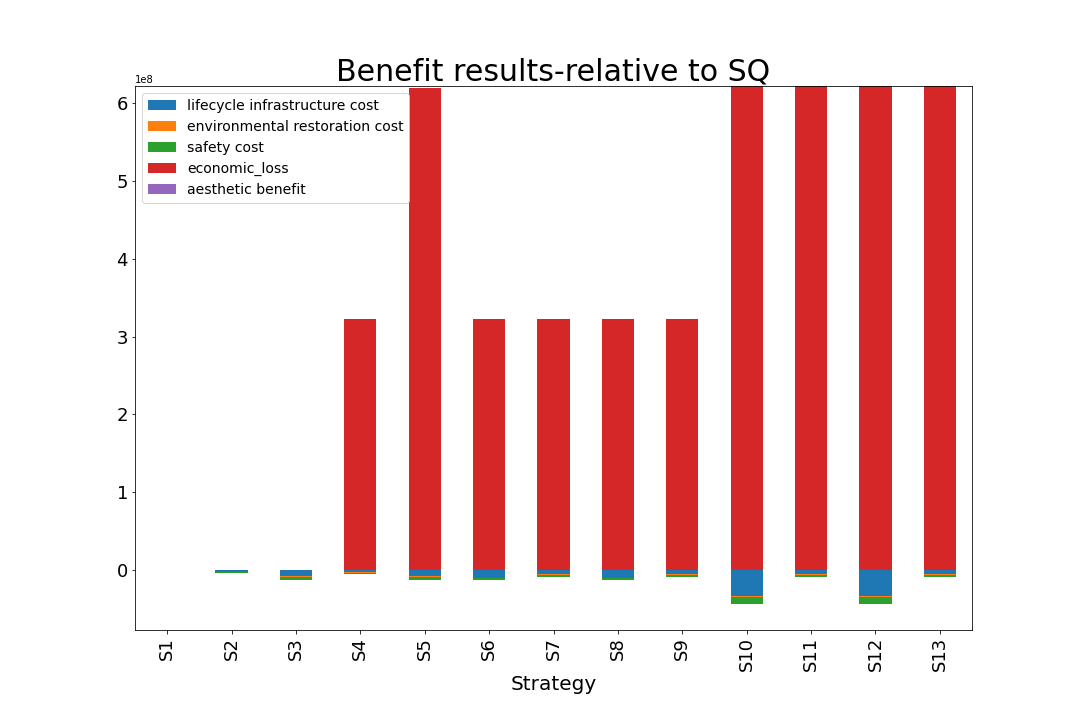 Benefit results-relative to SQ
1e8
6
5
4
3
2
1
0
lifecycle infrastructure cost
environmental restoration cost
safety cost
economic_loss
aesthetic benefit
S1
S2
S3
S4
S5
S6
S7
S8
S9
S10
S11
S12
S13
Strategy